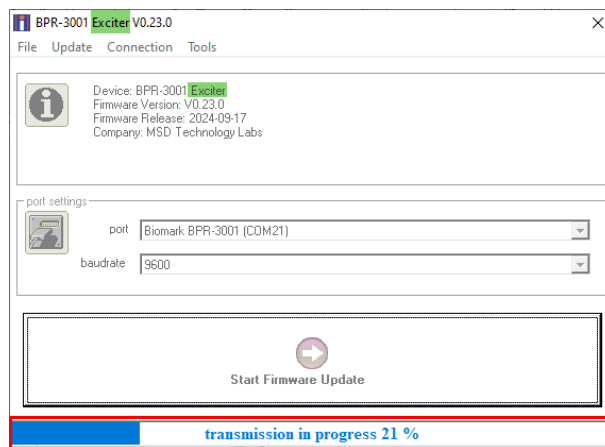 BPR-3001 Exciter V0.23.0
File Update Connection Tools
Device: BPR-3001 Exciter
Firmware Version: V0.23.0
Firmware Release: 2024-09-17
Company: MSD Technology Labs
port settings
port Biomark BPR-3001 (COM21)
baudrate 9600
Start Firmware Update
transmission in progress 21 %